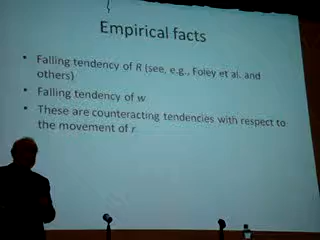 Empirical facts
• Falling tendency of R (see, e.g., Foley et al. and
others)
• Falling tendency of w
• These are counteracting tendencies with respect to
the movement of r